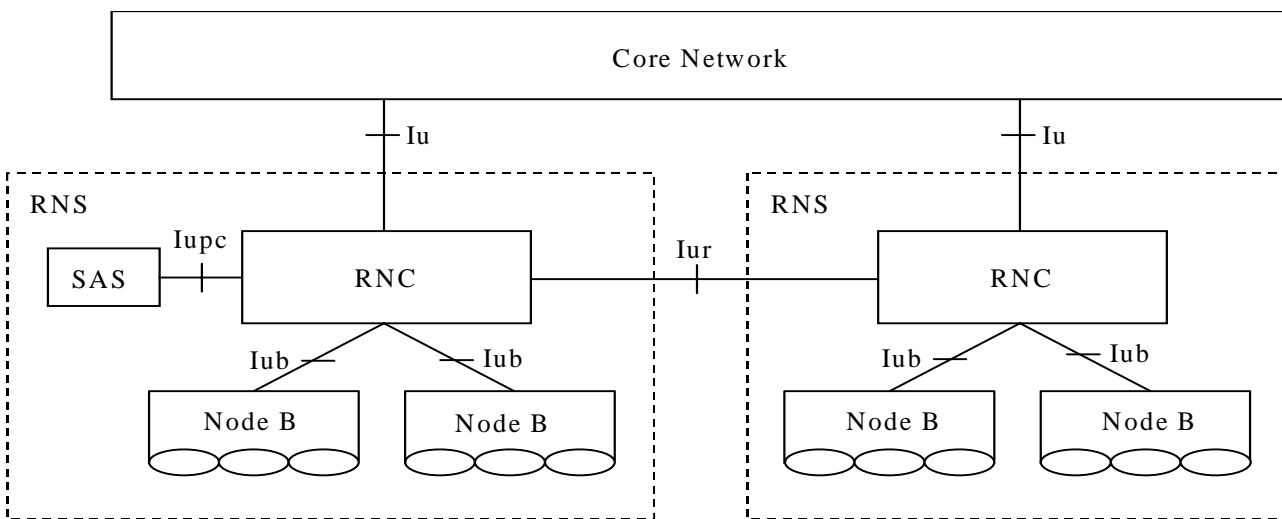 Core Network
Iu
Iu
RNS
RNS
Iupc
SAS
RNC
Iur
RNC
Iub
Iub
Iub
Iub
Node B
Node B
Node B
Node B